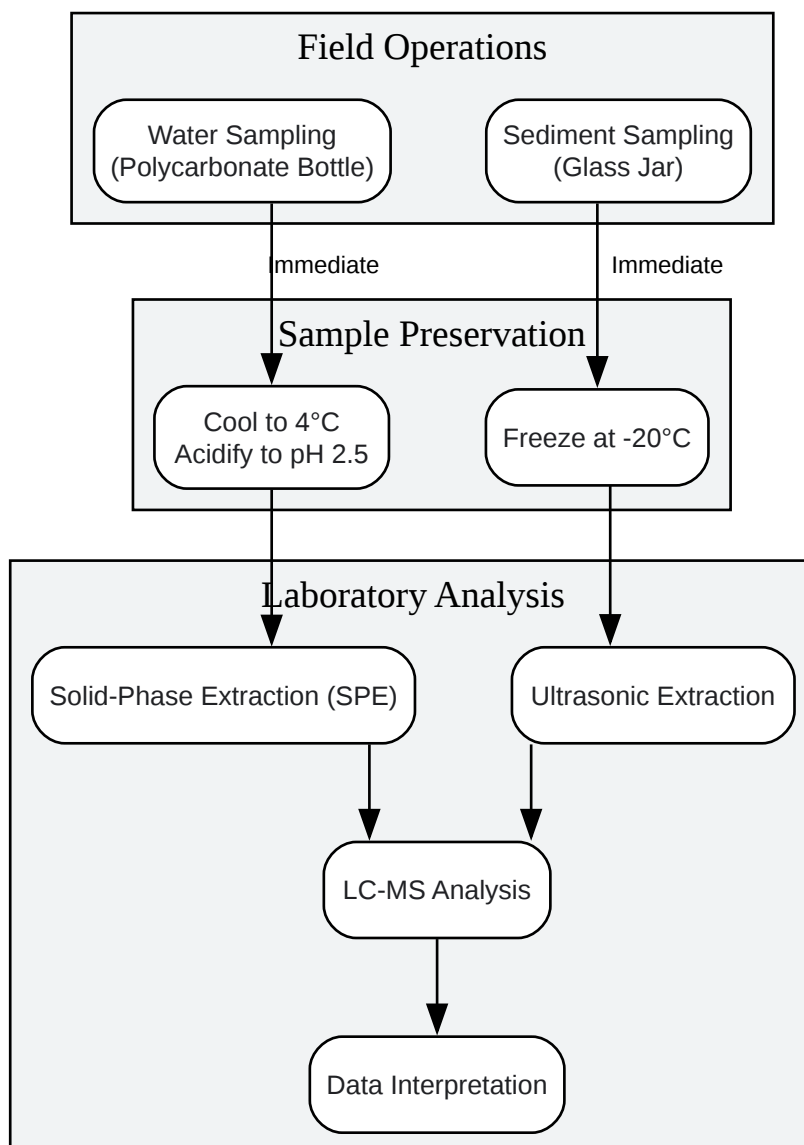 Field Operations
Water Sampling
(Polycarbonate Bottle)
Sediment Sampling
(Glass Jar)
Immediate
Immediate
Sample Preservation
Cool to 4°C
Acidify to pH 2.5
Freeze at -20°C
Laboratory Analysis
Solid-Phase Extraction (SPE)
Ultrasonic Extraction
LC-MS Analysis
Data Interpretation